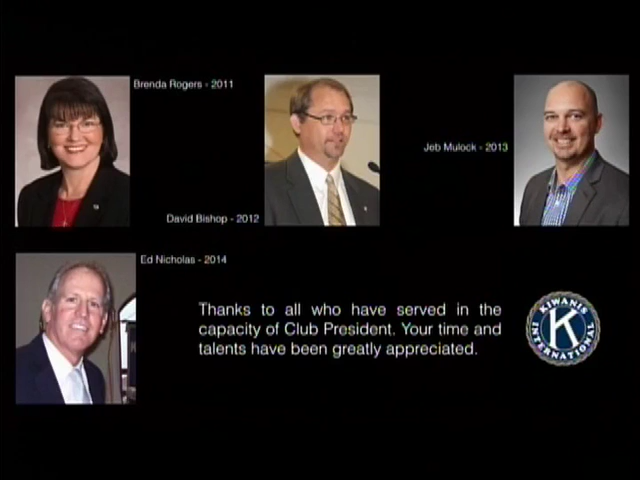 Brenda Rogers - 2011
Jeb Mulock - 2013
David Bishop - 2012
Ed Nicholas - 2014
Thanks to all who have served in the
capacity of Club President. Your time and
talents have been greatly appreciated.
KIWANIS
K
INTERNATIONAL